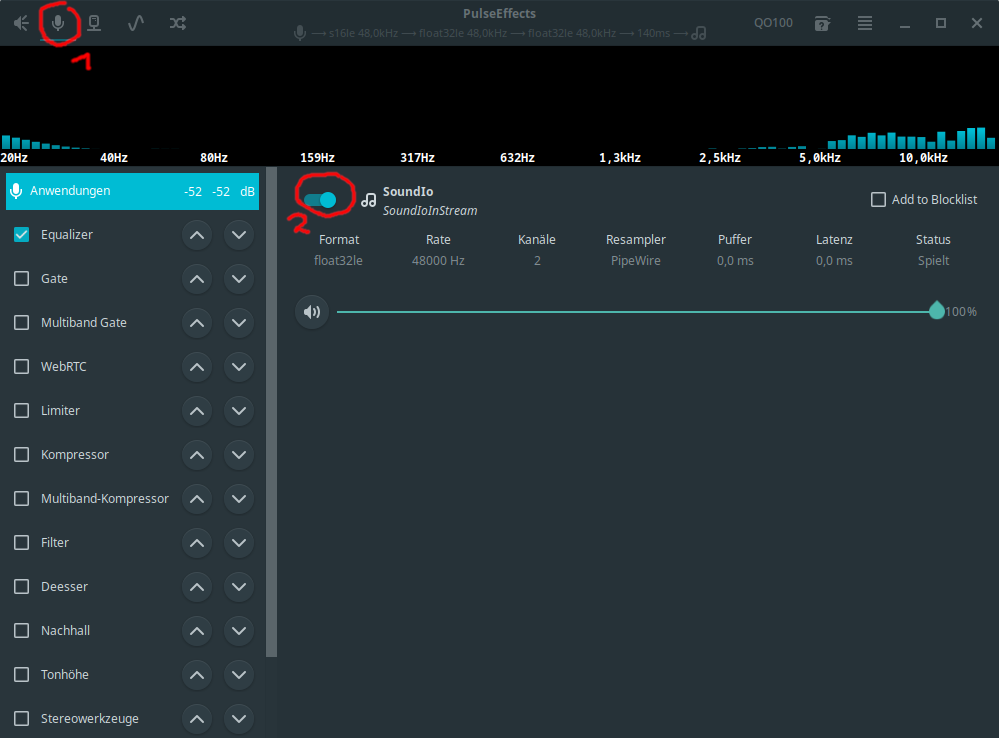 PulseEffects
s16le 48,0kHz → float32le 48,0kHz → float32le 48,0kHz → 140ms
QO100
1
20Hz 40Hz 80Hz 159Hz 317Hz 632Hz 1,3kHz 2,5kHz 5,0kHz 10,0kHz
Anwendungen -52 -52 dB
Equalizer
Gate
Multiband Gate
WebRTC
Limiter
Kompressor
Multiband-Kompressor
Filter
Deesser
Nachhall
Tonhöhe
Stereowerkzeuge
2
SoundIo
SoundIoInStream
Add to Blocklist
Format Rate Kanäle Resampler Puffer Latenz Status
float32le 48000 Hz 2 PipeWire 0,0 ms 0,0 ms Spielt
100%